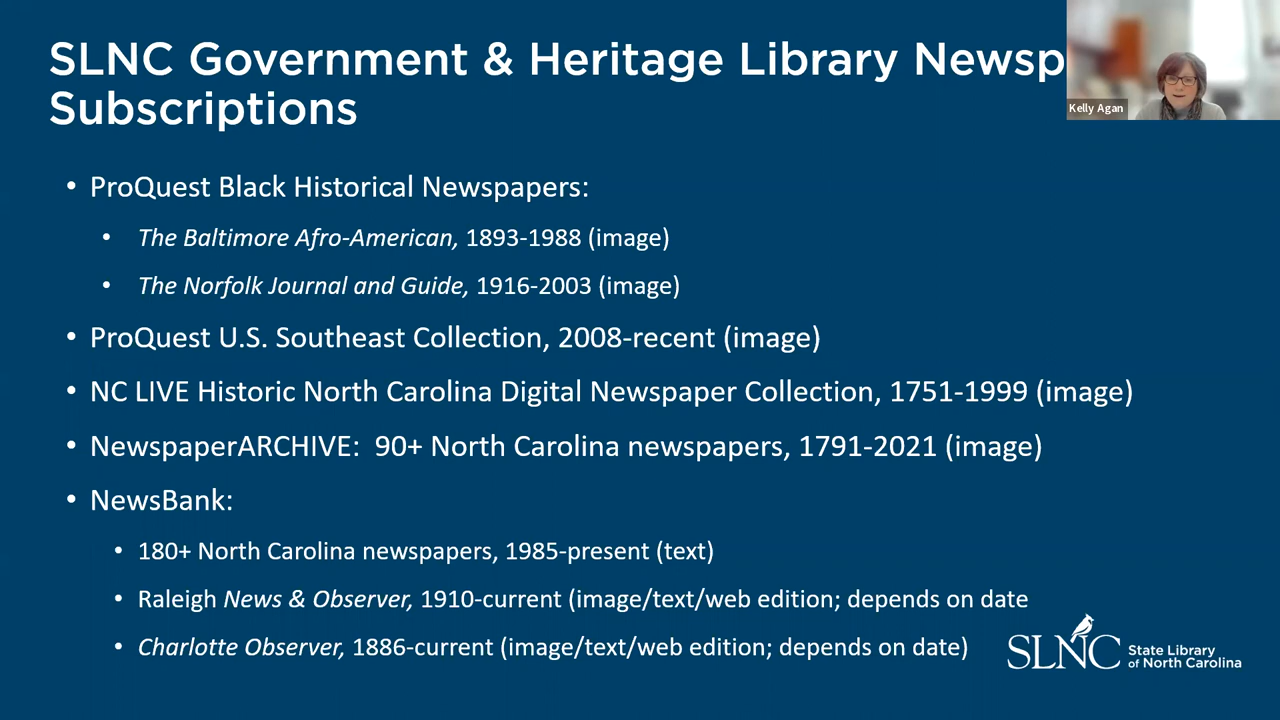 SLNC Government & Heritage Library Newsp
Subscriptions
Kelly Agan
• ProQuest Black Historical Newspapers:
• The Baltimore Afro-American, 1893-1988 (image)
• The Norfolk Journal and Guide, 1916-2003 (image)
• ProQuest U.S. Southeast Collection, 2008-recent (image)
• NC LIVE Historic North Carolina Digital Newspaper Collection, 1751-1999 (image)
• NewspaperARCHIVE: 90+ North Carolina newspapers, 1791-2021 (image)
• NewsBank:
• 180+ North Carolina newspapers, 1985-present (text)
• Raleigh News & Observer, 1910-current (image/text/web edition; depends on date
• Charlotte Observer, 1886-current (image/text/web edition; depends on date)
SLNC State Library
of North Carolina